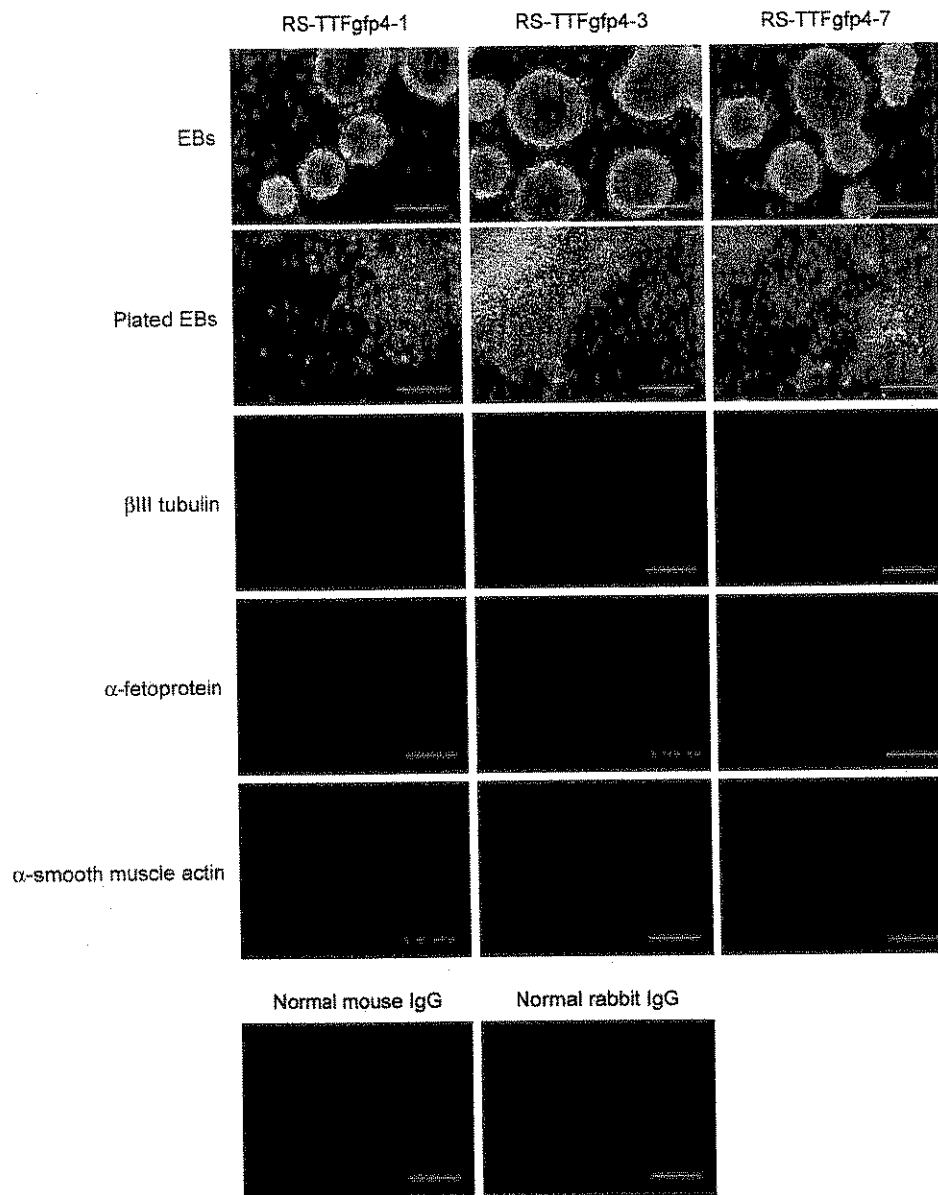 RS-TTFgfp4-1 RS-TTFgfp4-3 RS-TTFgfp4-7
EBs
Plated EBs
βIII tubulin
α-fetoprotein
α-smooth muscle actin
Normal mouse IgG Normal rabbit IgG